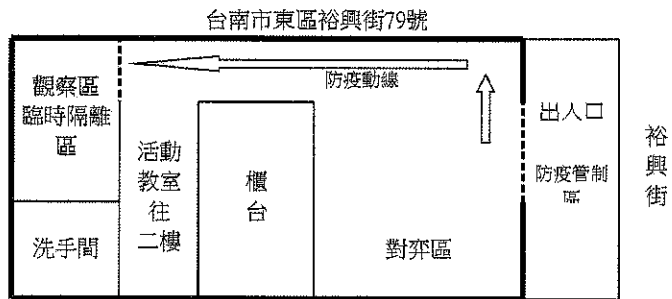 台南市東區裕興街79號
觀察區
臨時隔離
區
防疫動線
出入口
防疫管制
區
裕
興
街
活動
教室
往
二樓
櫃
台
洗手間
對弈區